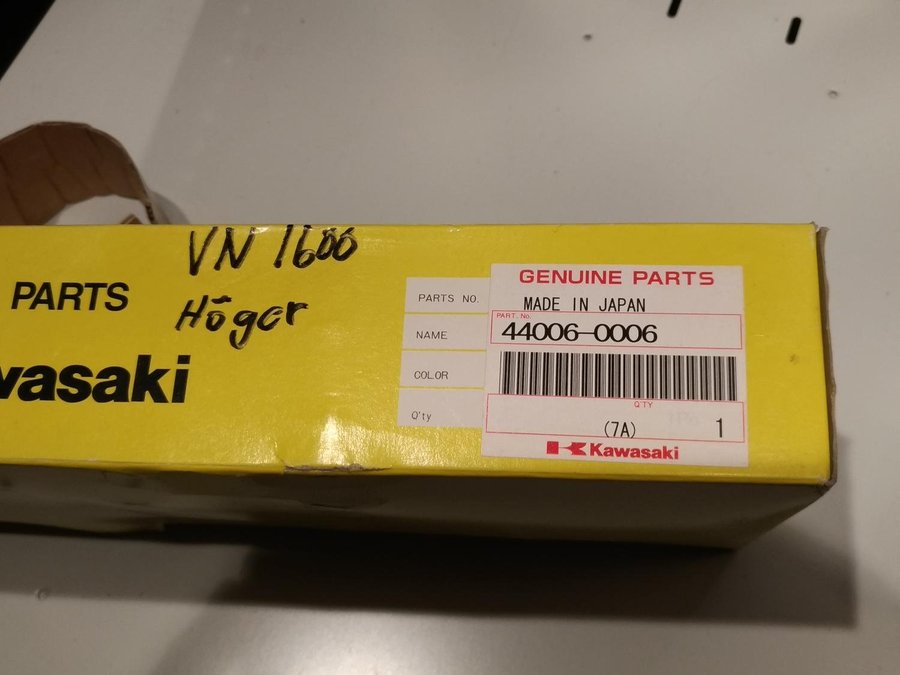 VN 1600
Höger
PARTS
wasaki
PARTS NO.
NAME
COLOR
Q'ty
GENUINE PARTS
MADE IN JAPAN
PART. No.
44006-0006
Q'TY
(7A) 1
Kawasaki